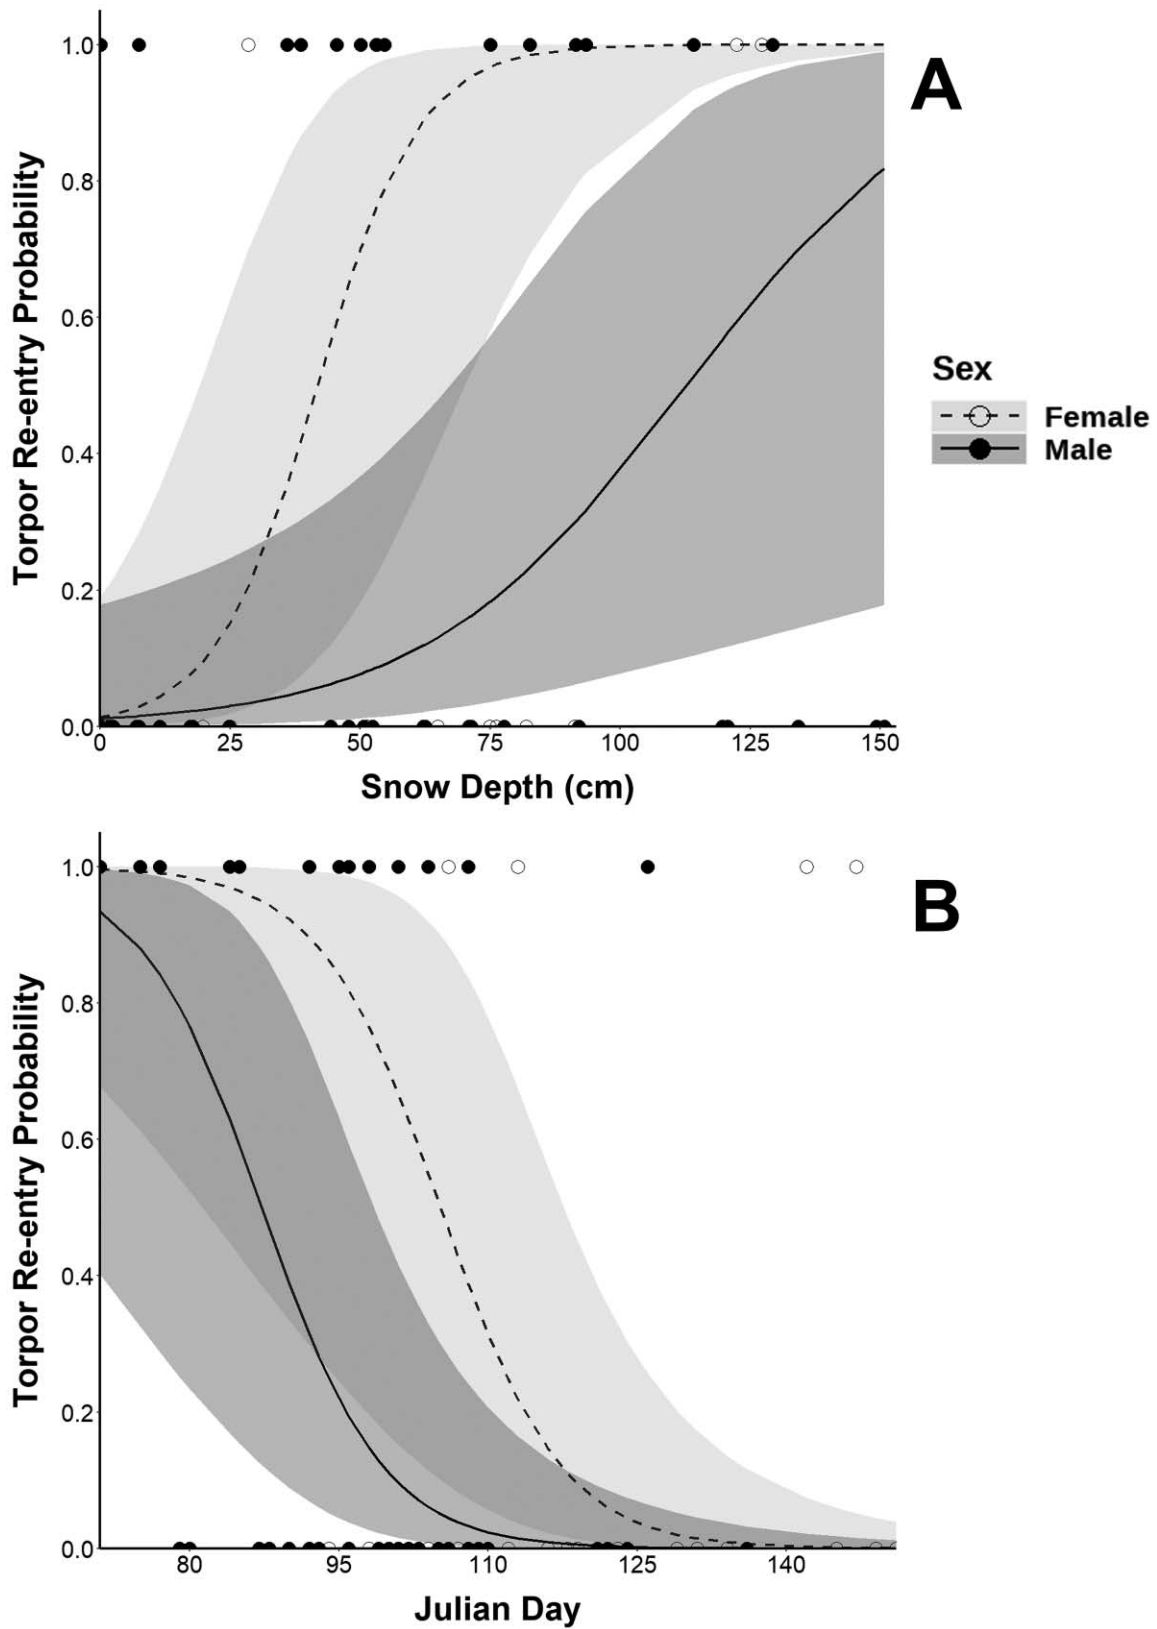 A
Torpor Re-entry Probability
1.0
0.8
0.6
0.4
0.2
0.0
0 25 50 75 100 125 150
Snow Depth (cm)
Sex
Female
Male
B
Torpor Re-entry Probability
1.0
0.8
0.6
0.4
0.2
0.0
80 95 110 125 140
Julian Day